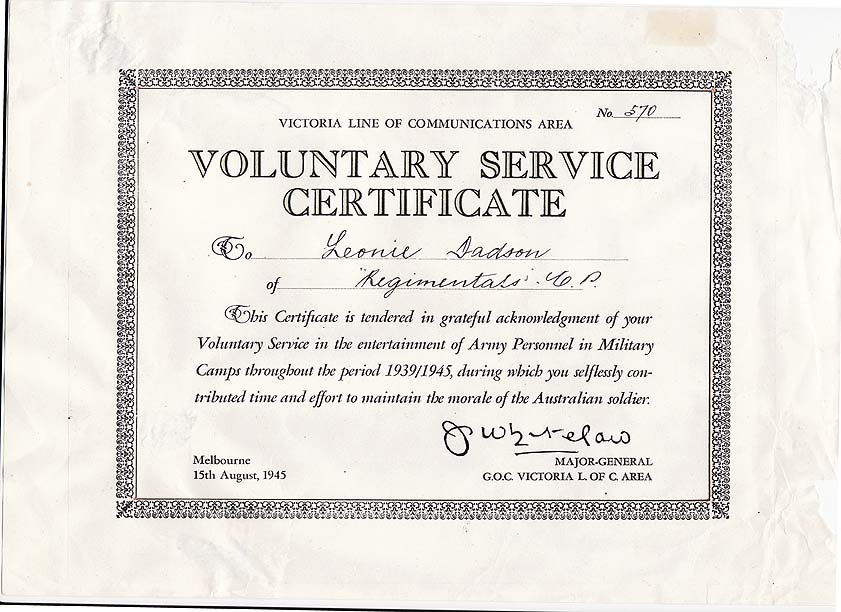 No. 570
VICTORIA LINE OF COMMUNICATIONS AREA
VOLUNTARY SERVICE
CERTIFICATE
To Leonie Dadson
of "Regimentals" C.P.
This Certificate is tendered in grateful acknowledgment of your
Voluntary Service in the entertainment of Army Personnel in Military
Camps throughout the period 1939/1945, during which you selflessly con-
tributed time and effort to maintain the morale of the Australian soldier.
J Whitelaw
Melbourne
15th August, 1945
MAJOR-GENERAL
G.O.C. VICTORIA L. OF C. AREA